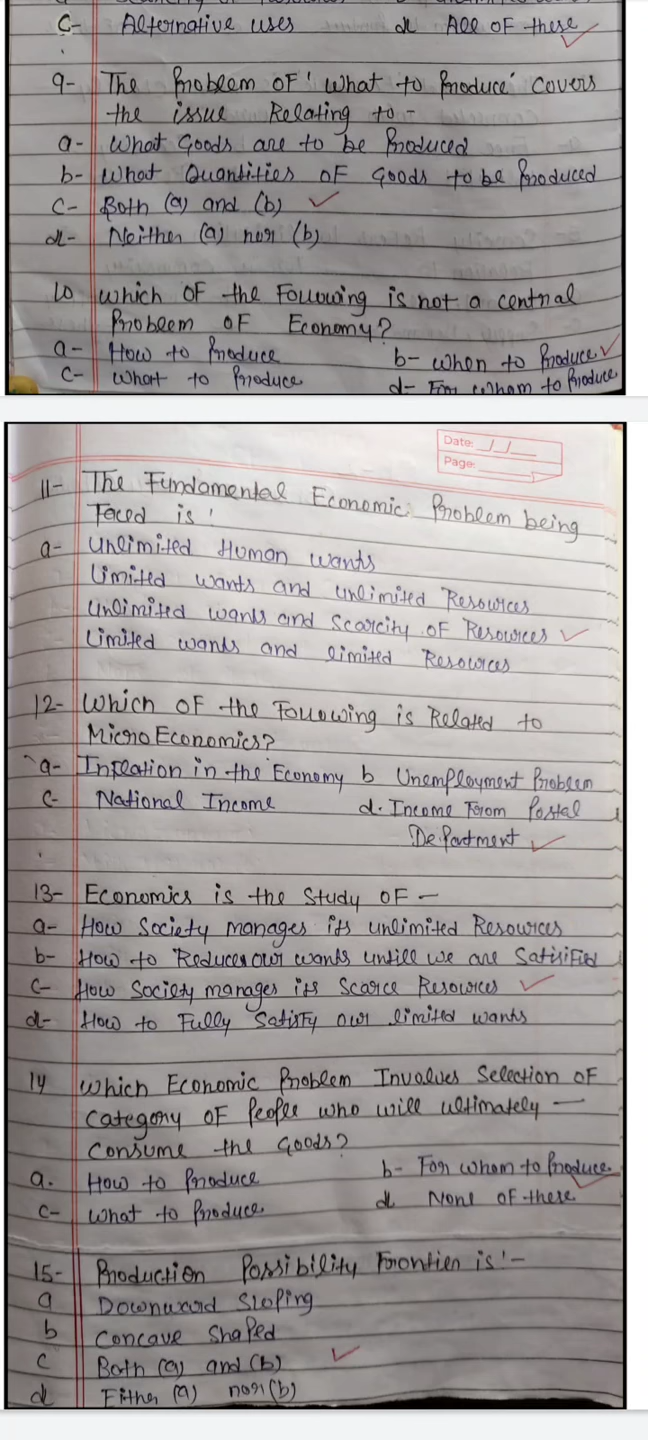 c- Alternative uses d All of these
9- The Problem of 'What to Produce' covers
the issue Relating to -
a- What Goods are to be Produced
b- What Quantities of Goods to be Produced
c- Both (a) and (b)
d- Neither (a) nor (b)
10 Which of the Following is not a central
Problem of Economy?
a- How to Produce b- when to Produce
c- What to Produce d- For Whom to Produce
Date: __/__/__
Page:
11- The Fundamental Economic Problem being
Faced is :
a- Unlimited Human wants
Limited wants and unlimited Resources
unlimited wants and Scarcity of Resources
Limited wants and limited Resources
12- Which of the Following is Related to
Micro Economics?
a- Inflation in the Economy b Unemployment Problem
c- National Income d. Income From Postal
Department
13- Economics is the Study of -
a- How Society manages its unlimited Resources
b- How to Reduces our wants untill we are Satisified
c- How Society manages its Scarce Resources
d- How to Fully Satisfy our limited wants
14 Which Economic Problem Involves Selection of
category of People who will ultimately -
consume the Goods?
a. How to Produce b- For whom to Produce
c- What to Produce d None of these
15- Production Possibility Frontier is :-
a Downward Sloping
b Concave Shaped
c Both (a) and (b)
d Either (a) nor (b)